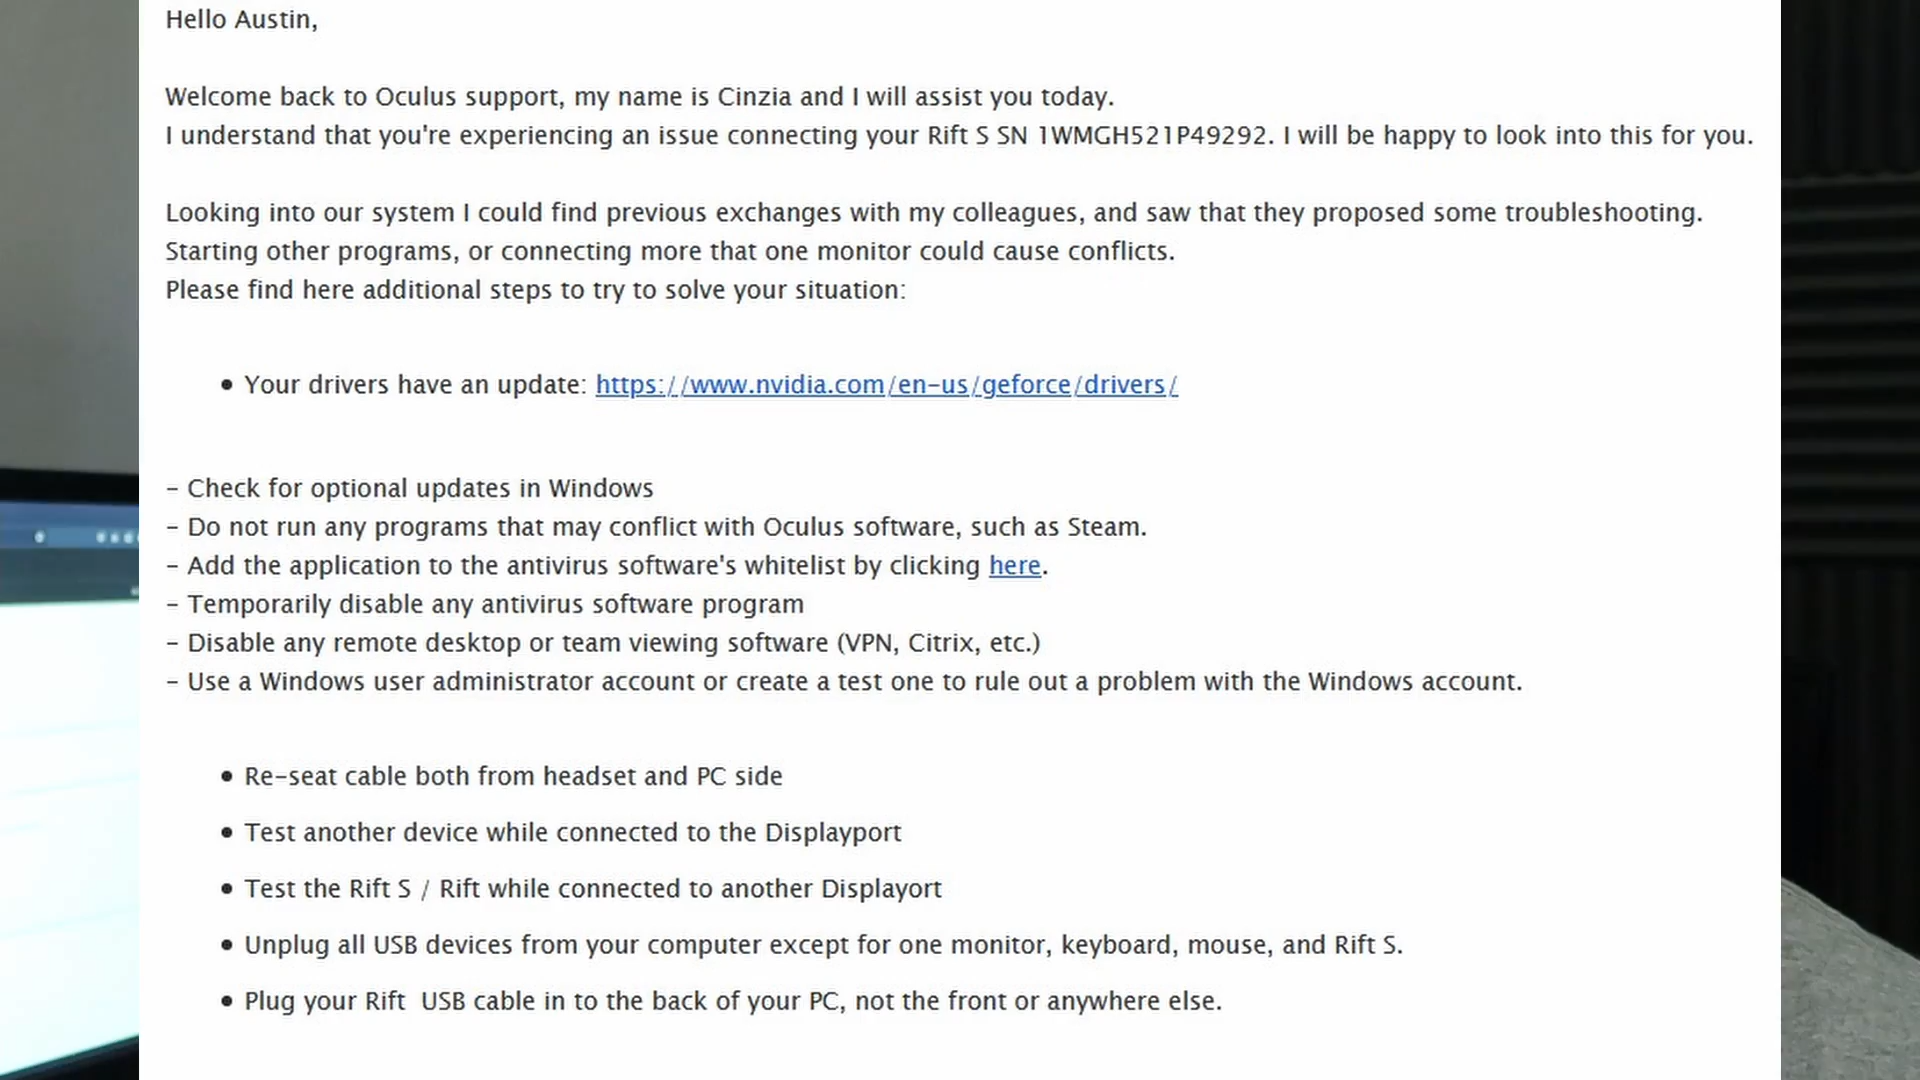 Hello Austin,
Welcome back to Oculus support, my name is Cinzia and I will assist you today.
I understand that you're experiencing an issue connecting your Rift S SN 1WMGH521P49292. I will be happy to look into this for you.
Looking into our system I could find previous exchanges with my colleagues, and saw that they proposed some troubleshooting.
Starting other programs, or connecting more that one monitor could cause conflicts.
Please find here additional steps to try to solve your situation:
• Your drivers have an update: https://www.nvidia.com/en-us/geforce/drivers/
- Check for optional updates in Windows
- Do not run any programs that may conflict with Oculus software, such as Steam.
- Add the application to the antivirus software's whitelist by clicking here.
- Temporarily disable any antivirus software program
- Disable any remote desktop or team viewing software (VPN, Citrix, etc.)
- Use a Windows user administrator account or create a test one to rule out a problem with the Windows account.
• Re-seat cable both from headset and PC side
• Test another device while connected to the Displayport
• Test the Rift S / Rift while connected to another Displayort
• Unplug all USB devices from your computer except for one monitor, keyboard, mouse, and Rift S.
• Plug your Rift  USB cable in to the back of your PC, not the front or anywhere else.